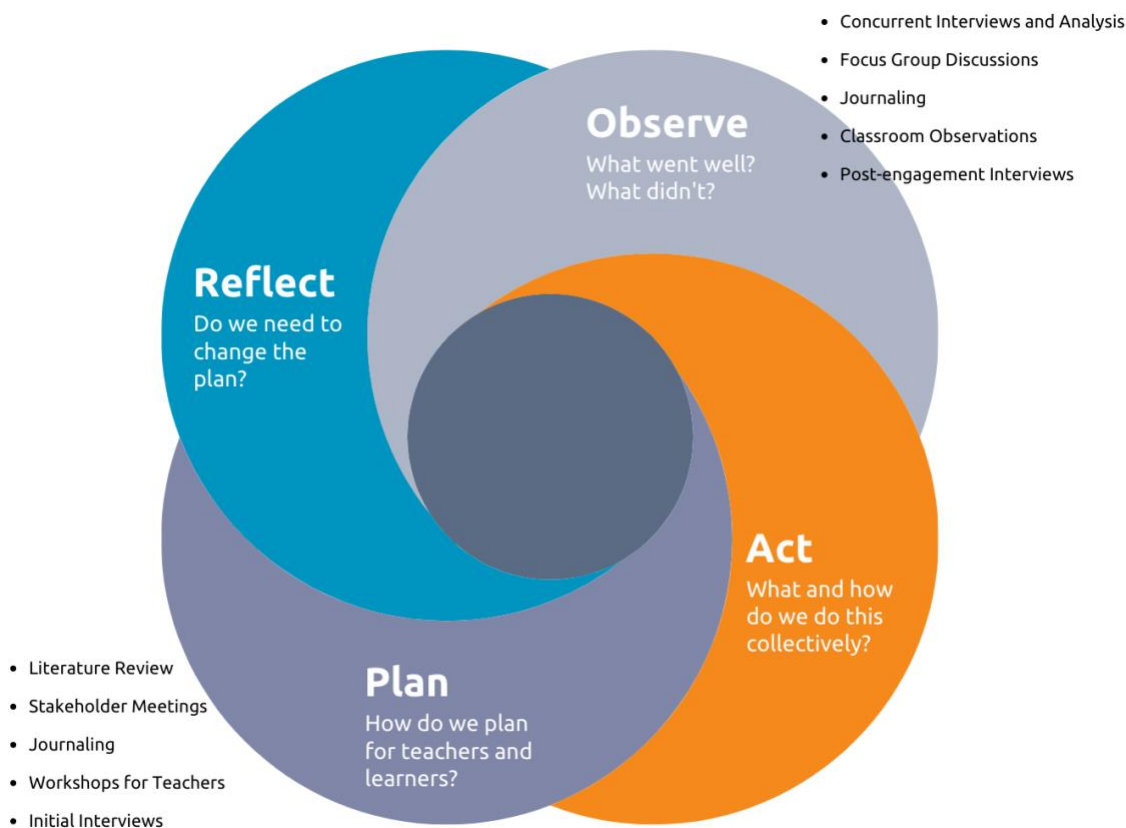 Observe
What went well?
What didn't?
• Concurrent Interviews and Analysis
• Focus Group Discussions
• Journaling
• Classroom Observations
• Post-engagement Interviews
Reflect
Do we need to
change the
plan?
Act
What and how
do we do this
collectively?
Plan
How do we plan
for teachers and
learners?
• Literature Review
• Stakeholder Meetings
• Journaling
• Workshops for Teachers
• Initial Interviews